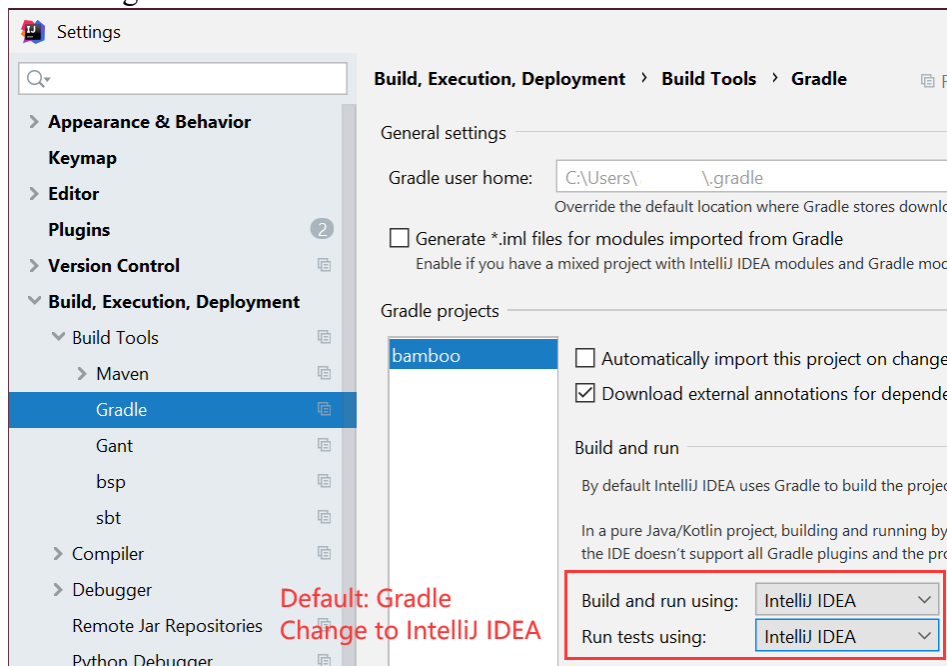 Settings
Build, Execution, Deployment › Build Tools › Gradle
Appearance & Behavior
Keymap
Editor
Plugins 2
Version Control
Build, Execution, Deployment
Build Tools
Maven
Gradle
Gant
bsp
sbt
Compiler
Debugger
Remote Jar Repositories
Python Debugger
General settings
Gradle user home: C:\Users\ \.gradle
Override the default location where Gradle stores
Generate *.iml files for modules imported from Gradle
Enable if you have a mixed project with IntelliJ IDEA modules and Gradle
Gradle projects
bamboo
Automatically import this project on
Download external annotations for
Build and run
By default IntelliJ IDEA uses Gradle to build the
In a pure Java/Kotlin project, building and running by
the IDE doesn't support all Gradle plugins and the
Build and run using: IntelliJ IDEA
Run tests using: IntelliJ IDEA
Default: Gradle
Change to IntelliJ IDEA